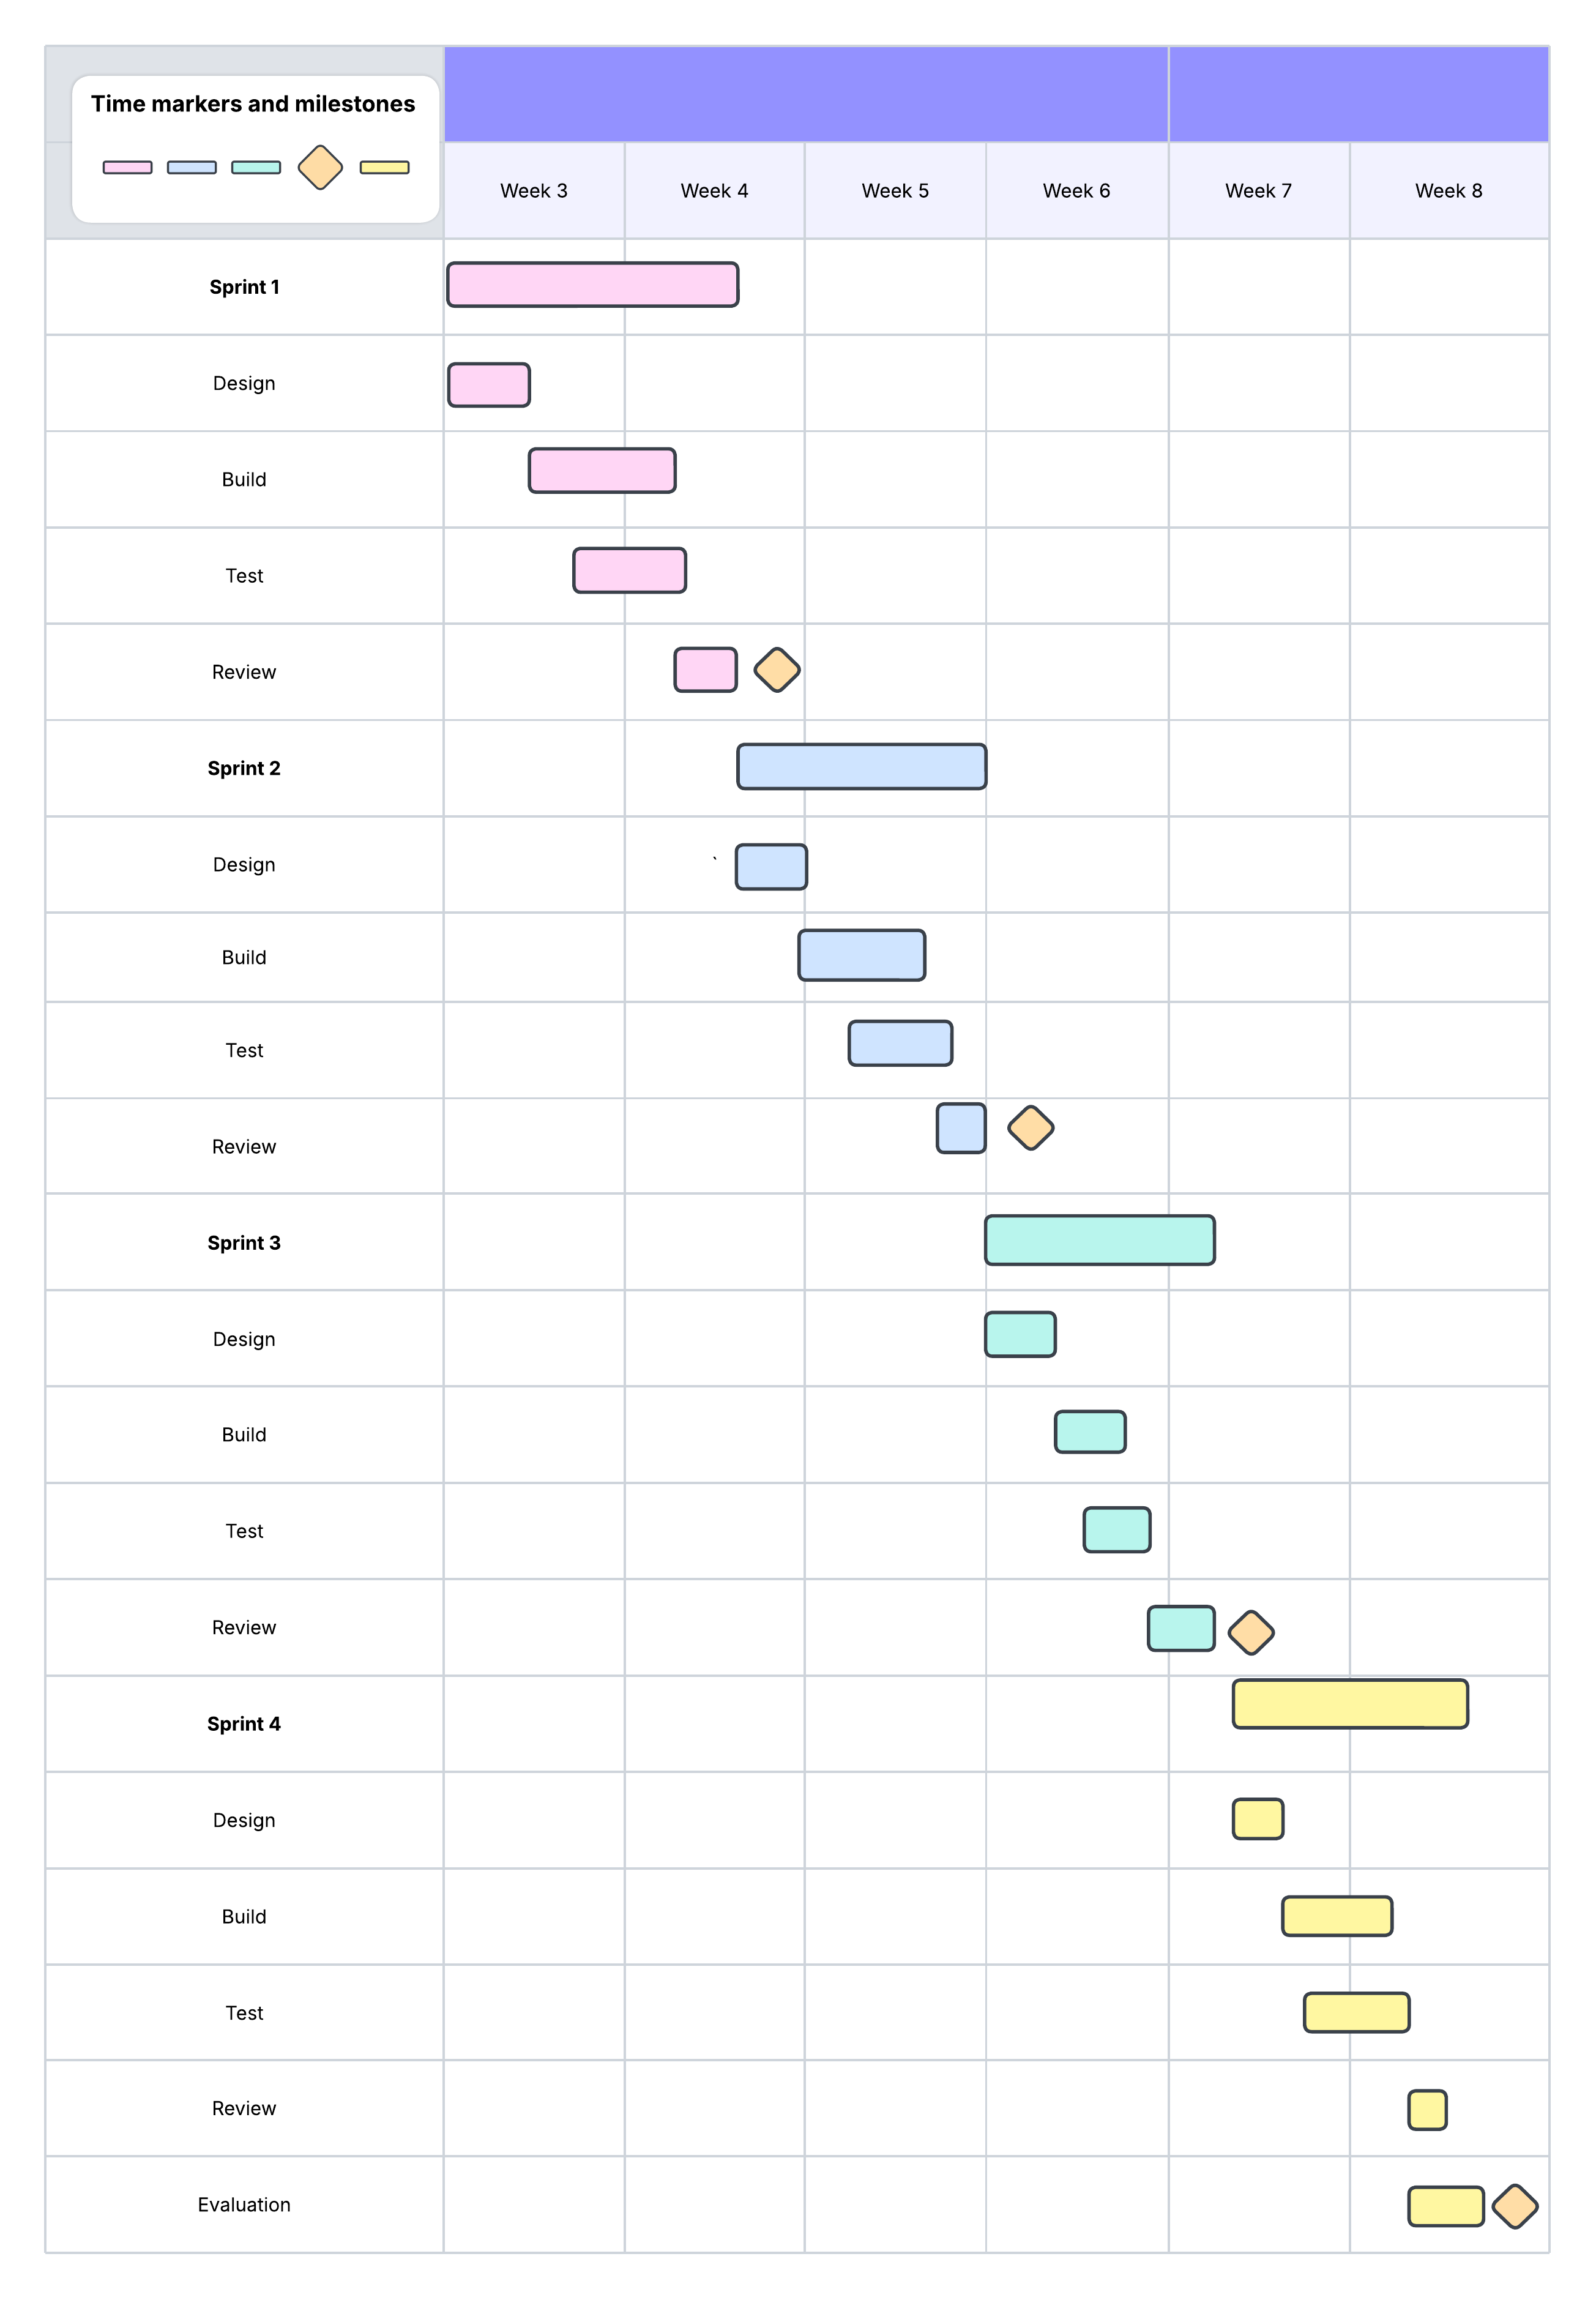 Time markers and milestones
Week 3
Week 4
Week 5
Week 6
Week 7
Week 8
Sprint 1
Design
Build
Test
Review
Sprint 2
Design
`
Build
Test
Review
Sprint 3
Design
Build
Test
Review
Sprint 4
Design
Build
Test
Review
Evaluation